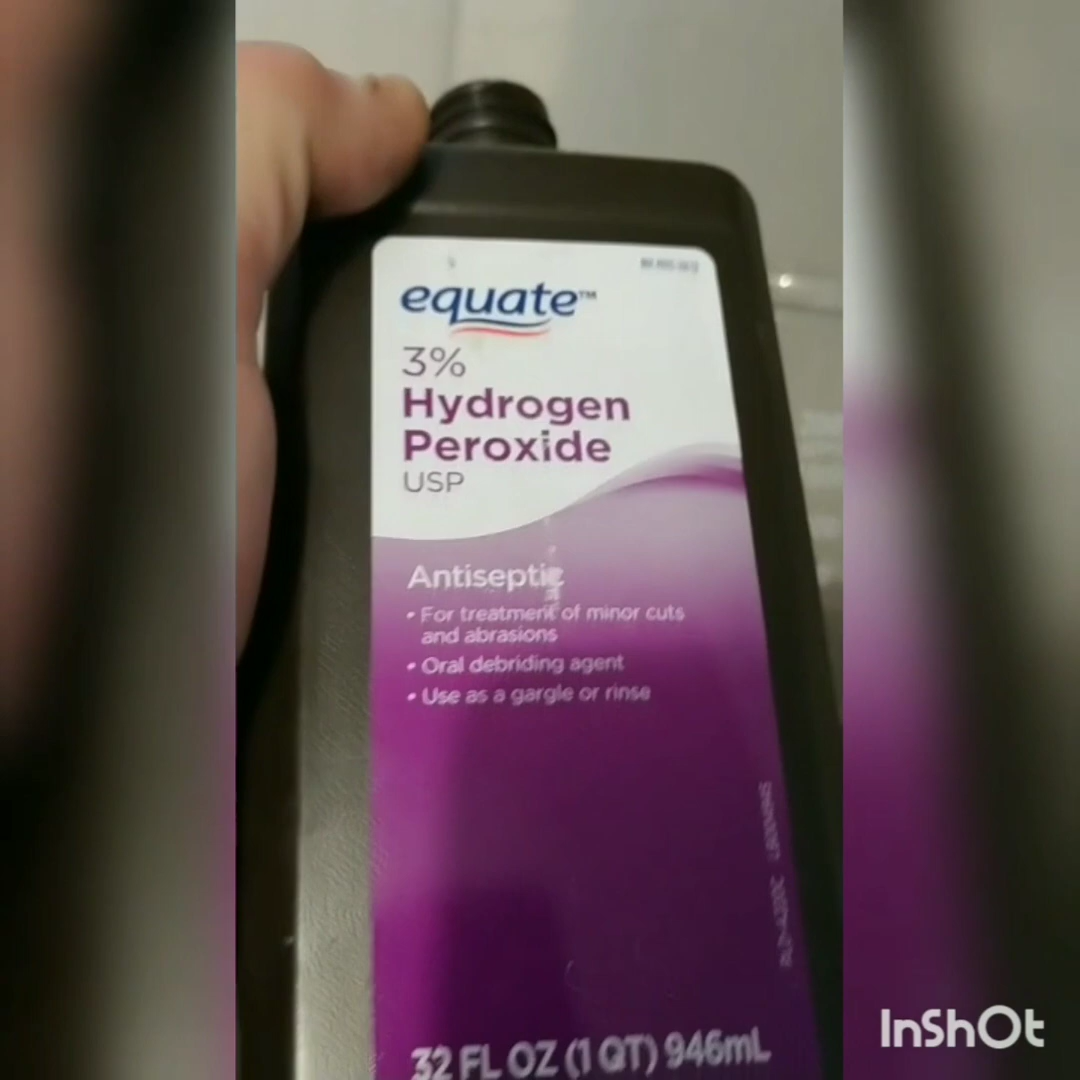 equate™
3%
Hydrogen
Peroxide
USP
Antiseptic
• For treatment of minor cuts
and abrasions
• Oral debriding agent
• Use as a gargle or rinse
32 FL OZ (1 QT) 946mL
InShOt